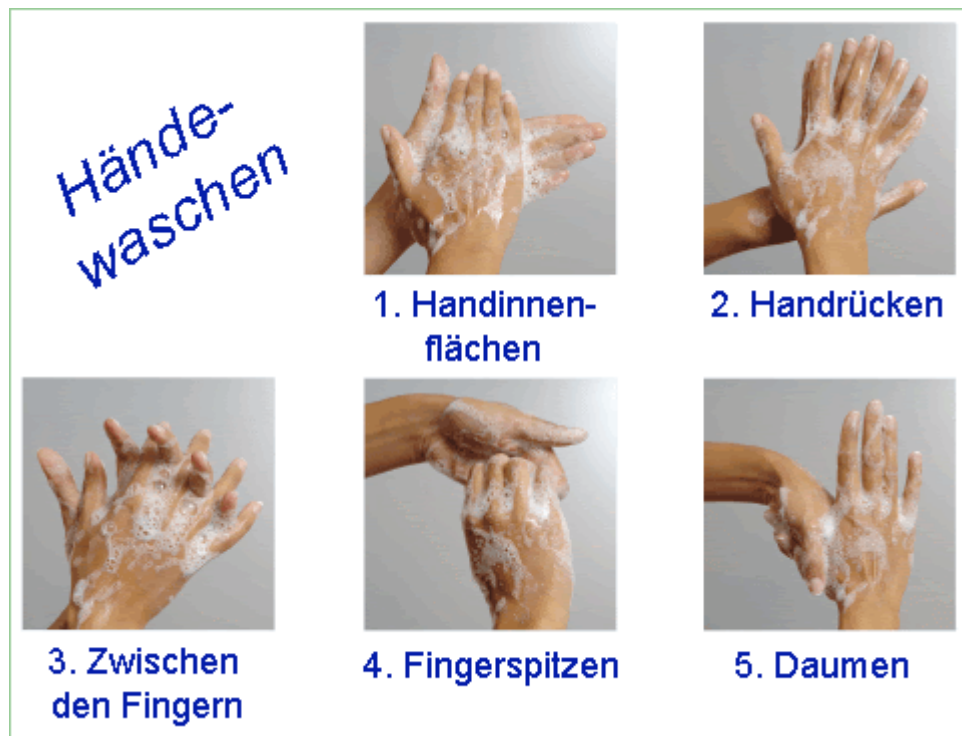 Hände-
waschen
1. Handinnen-
flächen
2. Handrücken
3. Zwischen
den Fingern
4. Fingerspitzen
5. Daumen